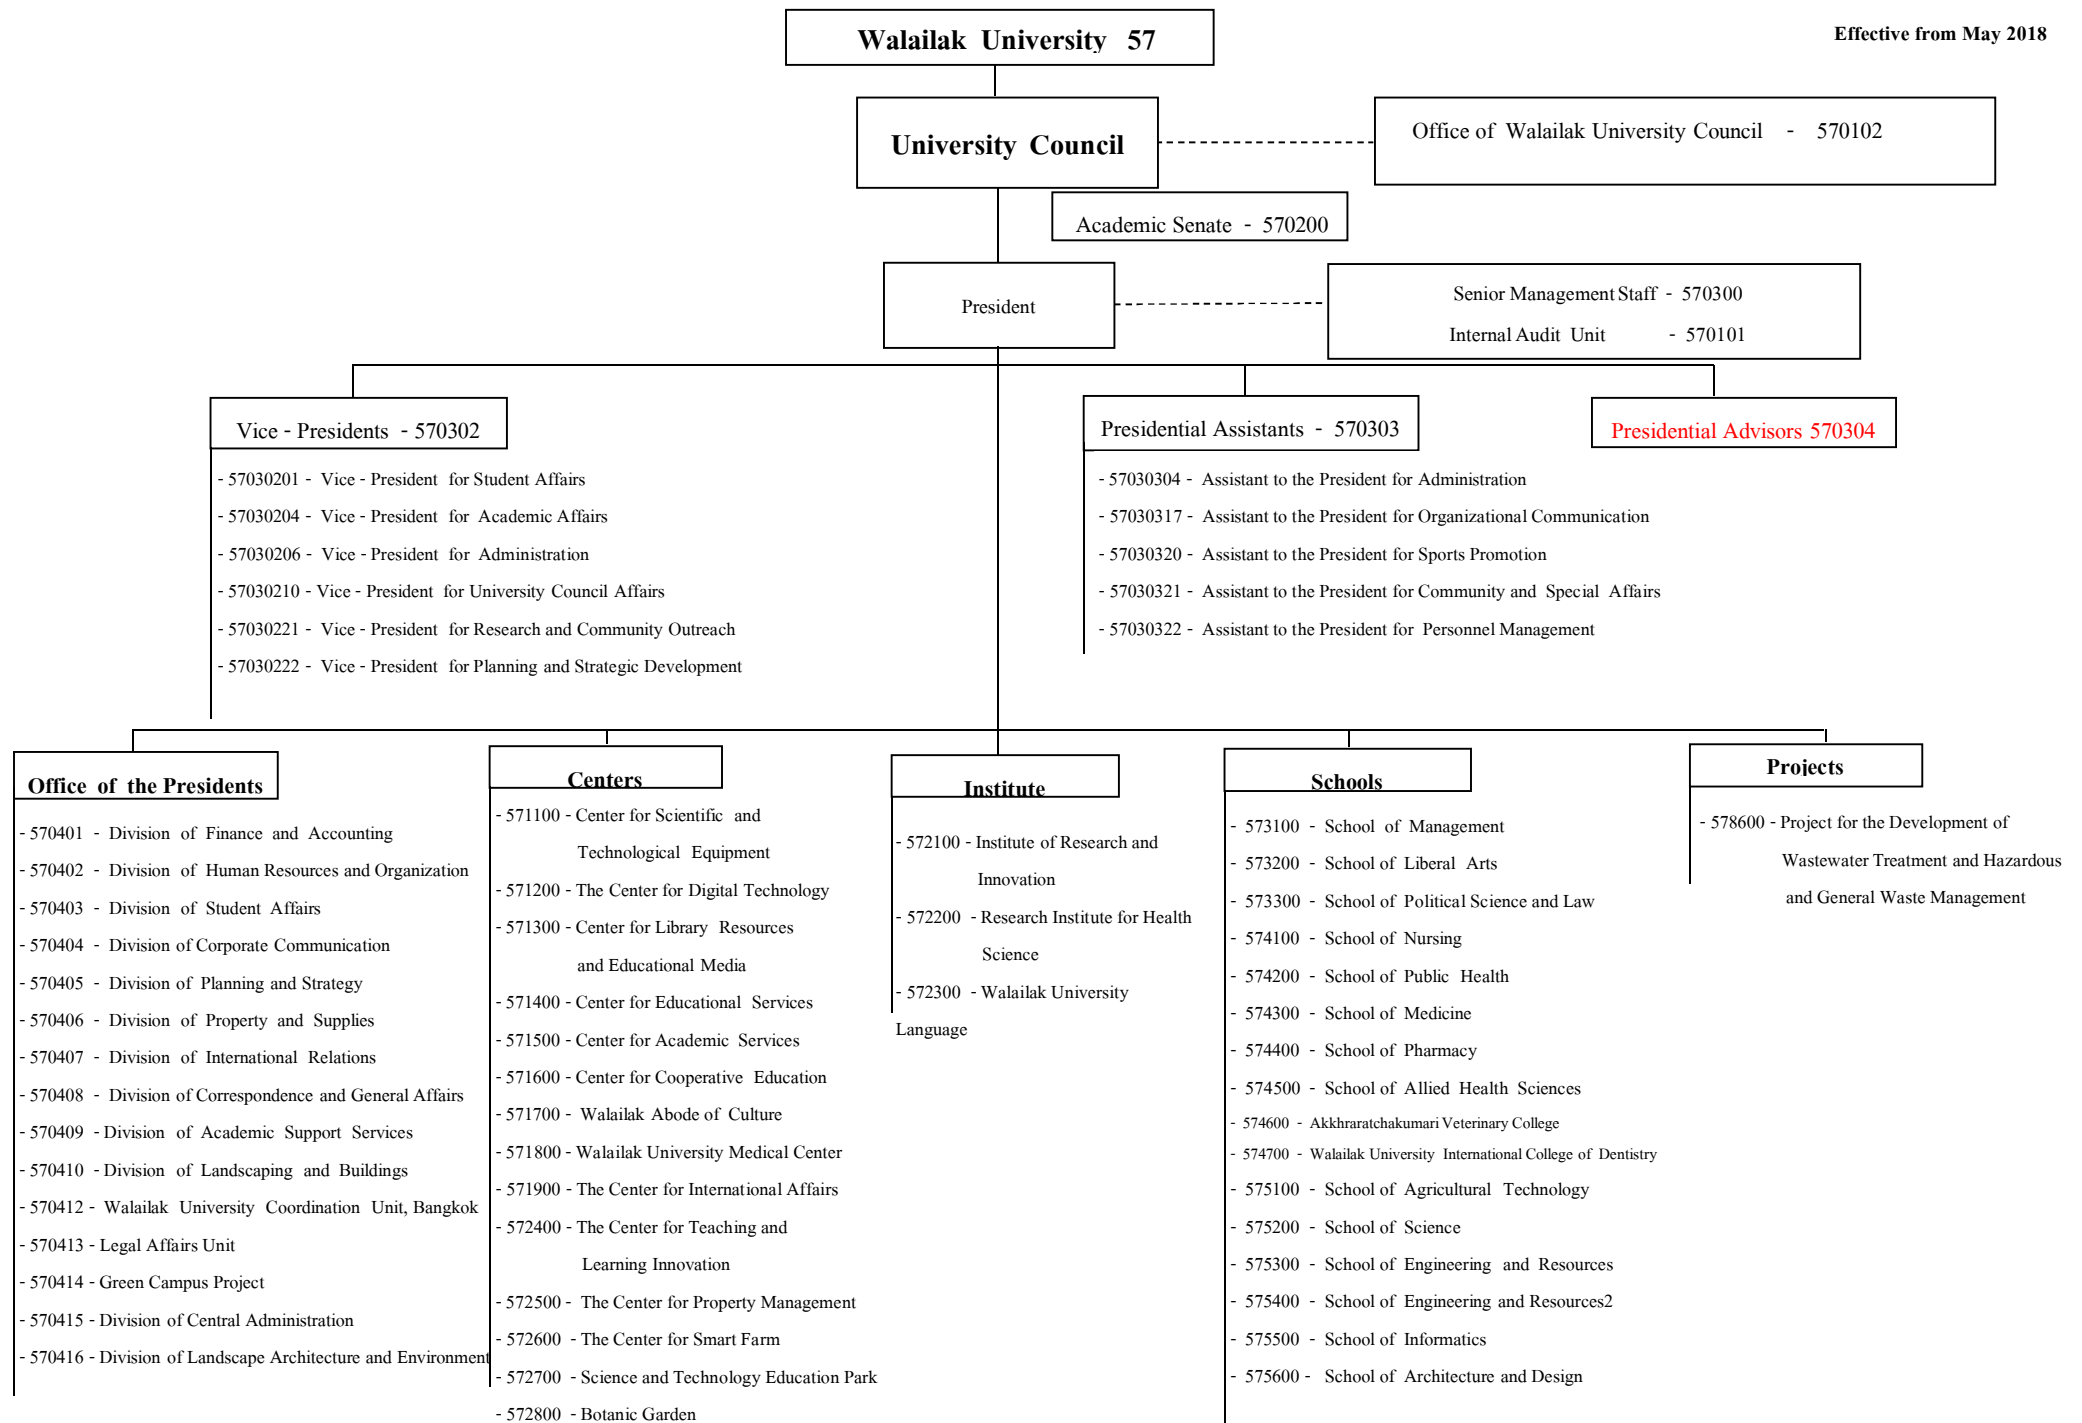 Walailak University 57
Effective from May 2018
University Council
Office of Walailak University Council - 570102
Academic Senate - 570200
President
Senior Management Staff - 570300
Internal Audit Unit - 570101
Vice - Presidents - 570302
- 57030201 - Vice - President for Student Affairs
- 57030204 - Vice - President for Academic Affairs
- 57030206 - Vice - President for Administration
- 57030210 - Vice - President for University Council Affairs
- 57030221 - Vice - President for Research and Community Outreach
- 57030222 - Vice - President for Planning and Strategic Development
Presidential Assistants - 570303
- 57030304 - Assistant to the President for Administration
- 57030317 - Assistant to the President for Organizational Communication
- 57030320 - Assistant to the President for Sports Promotion
- 57030321 - Assistant to the President for Community and Special Affairs
- 57030322 - Assistant to the President for Personnel Management
Presidential Advisors 570304
Office of the Presidents
- 570401 - Division of Finance and Accounting
- 570402 - Division of Human Resources and Organization
- 570403 - Division of Student Affairs
- 570404 - Division of Corporate Communication
- 570405 - Division of Planning and Strategy
- 570406 - Division of Property and Supplies
- 570407 - Division of International Relations
- 570408 - Division of Correspondence and General Affairs
- 570409 - Division of Academic Support Services
- 570410 - Division of Landscaping and Buildings
- 570412 - Walailak University Coordination Unit, Bangkok
- 570413 - Legal Affairs Unit
- 570414 - Green Campus Project
- 570415 - Division of Central Administration
- 570416 - Division of Landscape Architecture and Environment
Centers
- 571100 - Center for Scientific and
Technological Equipment
- 571200 - The Center for Digital Technology
- 571300 - Center for Library Resources
and Educational Media
- 571400 - Center for Educational Services
- 571500 - Center for Academic Services
- 571600 - Center for Cooperative Education
- 571700 - Walailak Abode of Culture
- 571800 - Walailak University Medical Center
- 571900 - The Center for International Affairs
- 572400 - The Center for Teaching and
Learning Innovation
- 572500 - The Center for Property Management
- 572600 - The Center for Smart Farm
- 572700 - Science and Technology Education Park
- 572800 - Botanic Garden
Institute
- 572100 - Institute of Research and
Innovation
- 572200 - Research Institute for Health
Science
- 572300 - Walailak University
Language
Schools
- 573100 - School of Management
- 573200 - School of Liberal Arts
- 573300 - School of Political Science and Law
- 574100 - School of Nursing
- 574200 - School of Public Health
- 574300 - School of Medicine
- 574400 - School of Pharmacy
- 574500 - School of Allied Health Sciences
- 574600 - Akkhraratchakumari Veterinary College
- 574700 - Walailak University International College of Dentistry
- 575100 - School of Agricultural Technology
- 575200 - School of Science
- 575300 - School of Engineering and Resources
- 575400 - School of Engineering and Resources2
- 575500 - School of Informatics
- 575600 - School of Architecture and Design
Projects
- 578600 - Project for the Development of
Wastewater Treatment and Hazardous
and General Waste Management